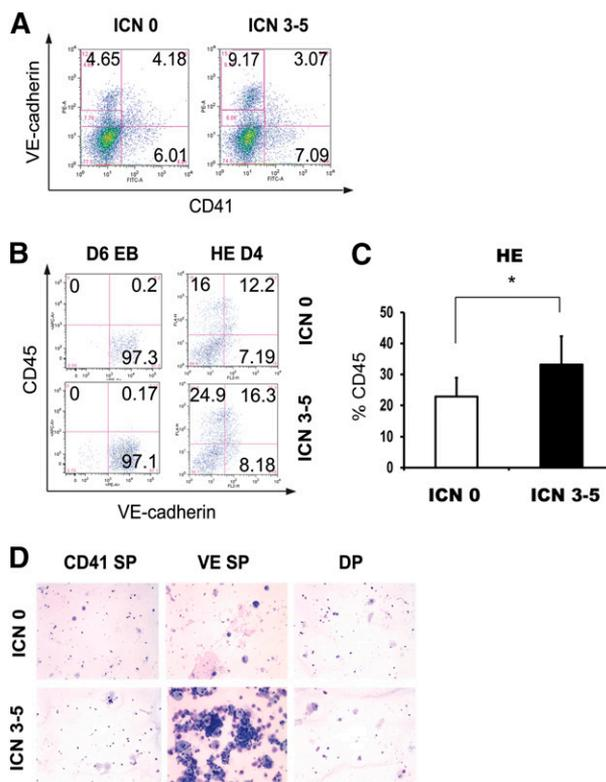 A
ICN 0
ICN 3-5
4.65
4.18
6.01
9.17
3.07
7.09
PE-A
FITC-A
PE-A
FITC-A
VE-cadherin
CD41
B
D6 EB
HE D4
0
0.2
97.3
16
12.2
7.19
ICN 0
0
0.17
97.1
24.9
16.3
8.18
ICN 3-5
CD45
VE-cadherin
C
HE
*
50
40
30
20
10
0
% CD45
ICN 0
ICN 3-5
D
CD41 SP
VE SP
DP
ICN 0
ICN 3-5